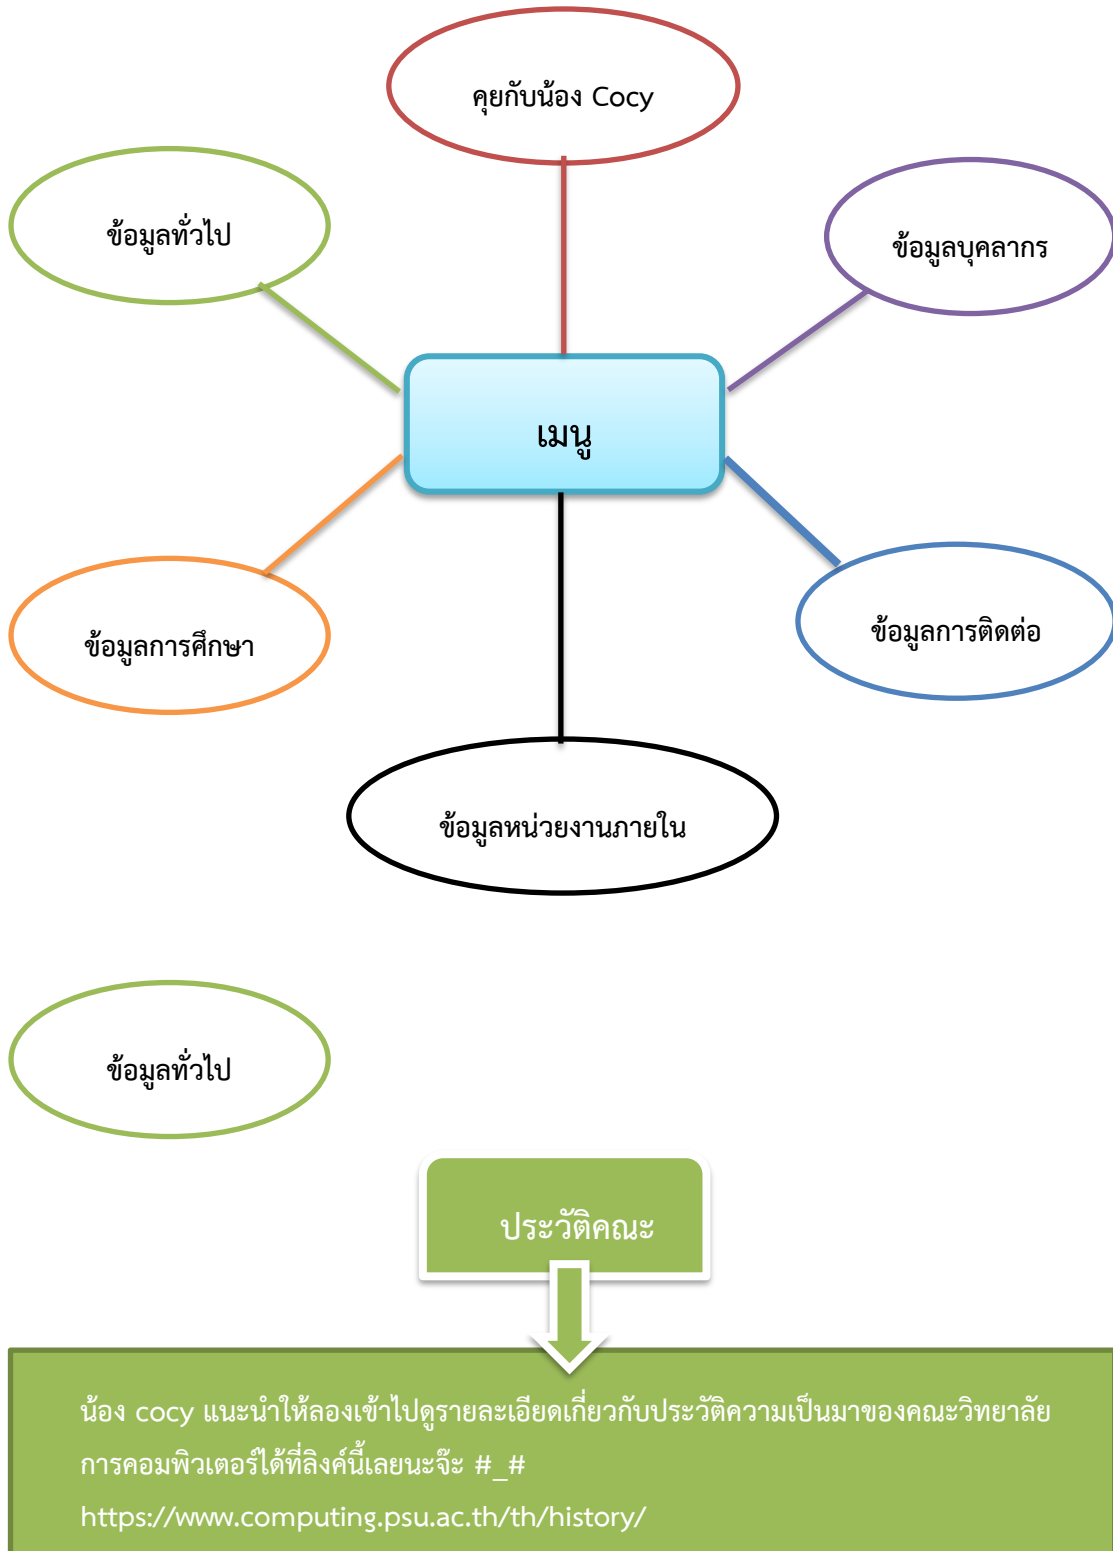 คุยกับน้อง Cocy
ข้อมูลทั่วไป
ข้อมูลบุคลากร
เมนู
ข้อมูลการศึกษา
ข้อมูลการติดต่อ
ข้อมูลหน่วยงานภายใน
ข้อมูลทั่วไป
ประวัติคณะ
น้อง cocy แนะนำให้ลองเข้าไปดูรายละเอียดเกี่ยวกับประวัติความเป็นมาของคณะวิทยาลัย
การคอมพิวเตอร์ได้ที่ลิงค์นี้เลยนะจ๊ะ #_#
https://www.computing.psu.ac.th/th/history/